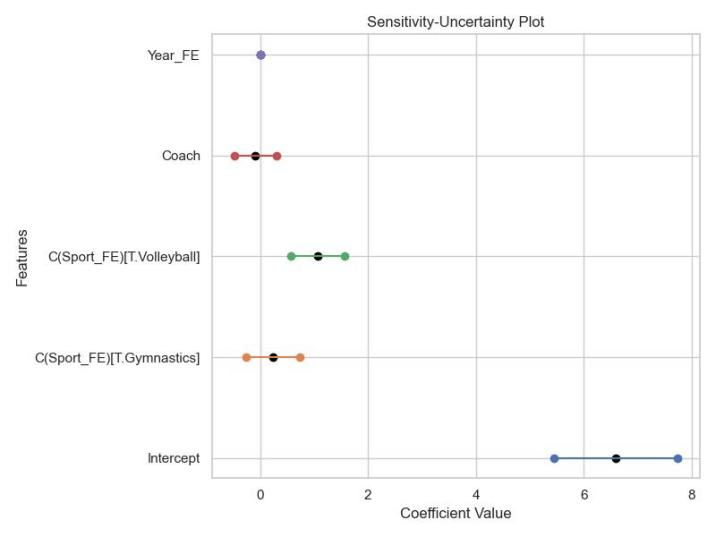 Sensitivity-Uncertainty Plot
Year_FE
Coach
C(Sport_FE)[T.Volleyball]
C(Sport_FE)[T.Gymnastics]
Intercept
Features
0 2 4 6 8
Coefficient Value